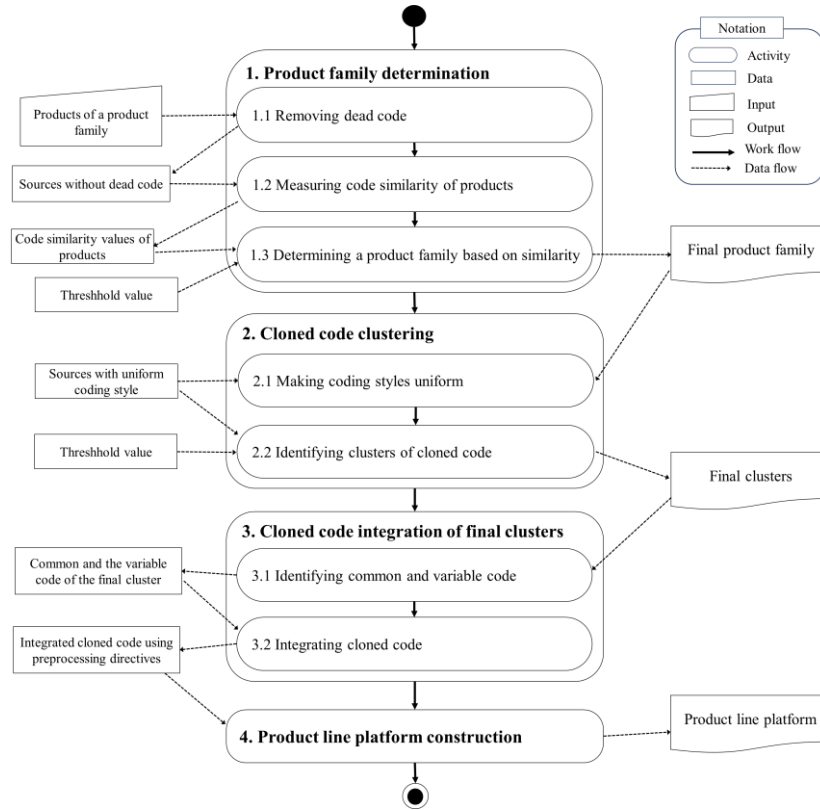 Notation
Activity
Data
Input
Output
Work flow
Data flow
1. Product family determination
Products of a product
family
1.1 Removing dead code
Sources without dead code
1.2 Measuring code similarity of products
Code similarity values of
products
1.3 Determining a product family based on similarity
Final product family
Threshhold value
2. Cloned code clustering
Sources with uniform
coding style
2.1 Making coding styles uniform
Threshhold value
2.2 Identifying clusters of cloned code
Final clusters
3. Cloned code integration of final clusters
Common and the variable
code of the final cluster
3.1 Identifying common and variable code
Integrated cloned code using
preprocessing directives
3.2 Integrating cloned code
4. Product line platform construction
Product line platform